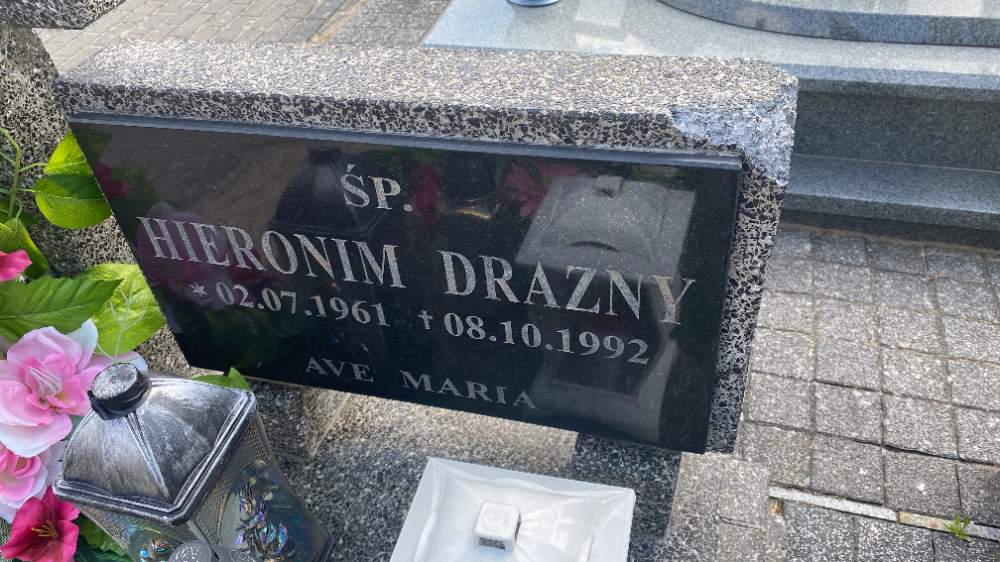 ŚP.
HIERONIM DRAZNY
* 02.07.1961 † 08.10.1992
AVE MARIA